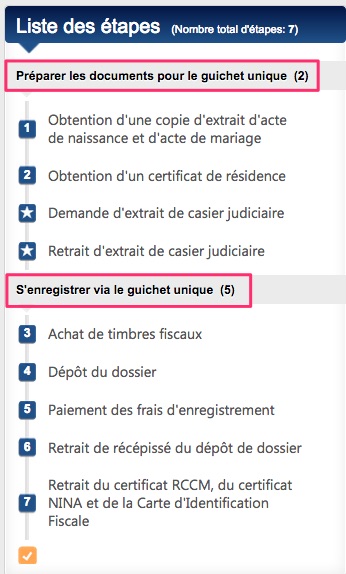 Liste des étapes (Nombre total d'étapes: 7)
Préparer les documents pour le guichet unique (2)
1 Obtention d'une copie d'extrait d'acte
de naissance et d'acte de mariage
2 Obtention d'un certificat de résidence
Demande d'extrait de casier judiciaire
Retrait d'extrait de casier judiciaire
S'enregistrer via le guichet unique (5)
3 Achat de timbres fiscaux
4 Dépôt du dossier
5 Paiement des frais d'enregistrement
6 Retrait de récépissé du dépôt de dossier
7 Retrait du certificat RCCM, du certificat
NINA et de la Carte d'Identification
Fiscale